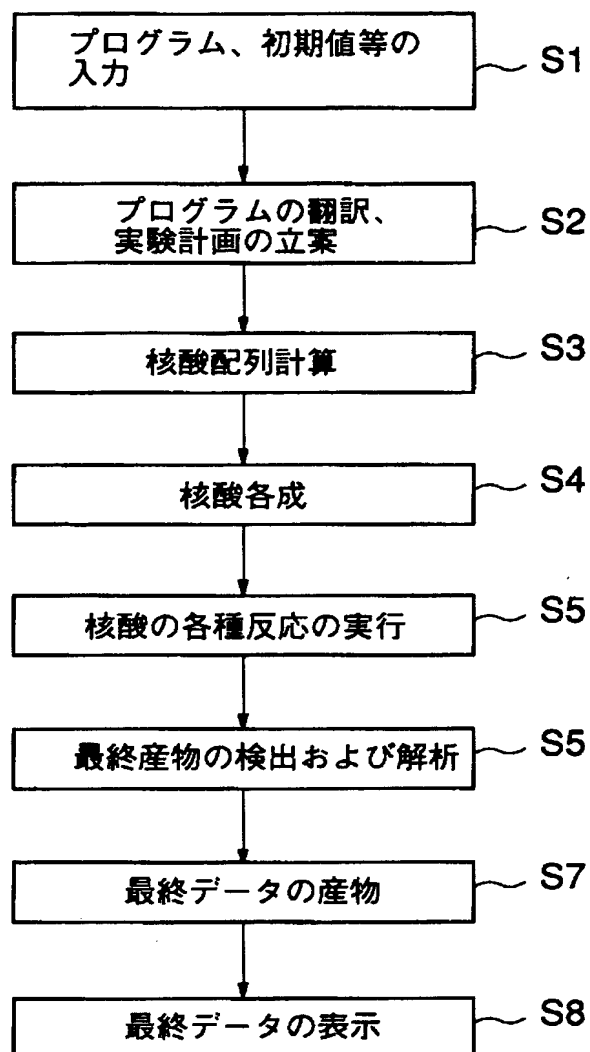 プログラム、初期値等の
入力
S1
プログラムの翻訳、
実験計画の立案
S2
核酸配列計算
S3
核酸各成
S4
核酸の各種反応の実行
S5
最終産物の検出および解析
S5
最終データの産物
S7
最終データの表示
S8